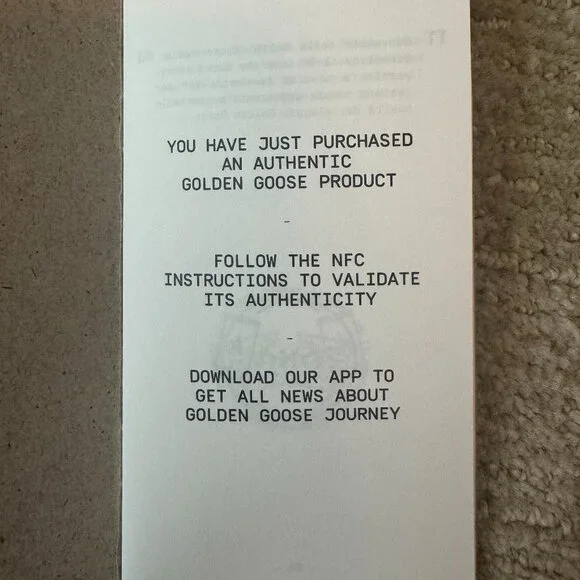 YOU HAVE JUST PURCHASED
AN AUTHENTIC
GOLDEN GOOSE PRODUCT
-
FOLLOW THE NFC
INSTRUCTIONS TO VALIDATE
ITS AUTHENTICITY
-
DOWNLOAD OUR APP TO
GET ALL NEWS ABOUT
GOLDEN GOOSE JOURNEY